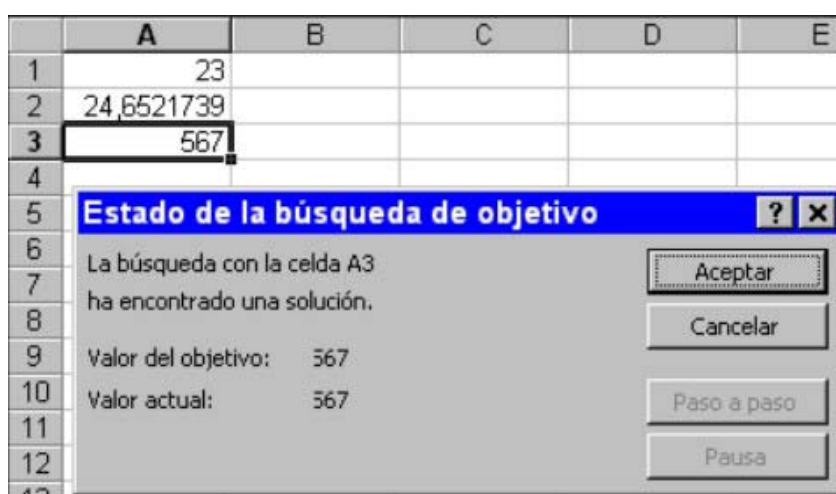 A B C D E
1 23
2 24,6521739
3 567
4
5
6
7
8
9
10
11
12
Estado de la búsqueda de objetivo ? ×
La búsqueda con la celda A3
ha encontrado una solución.
Valor del objetivo: 567
Valor actual: 567
Aceptar
Cancelar
Paso a paso
Pausa